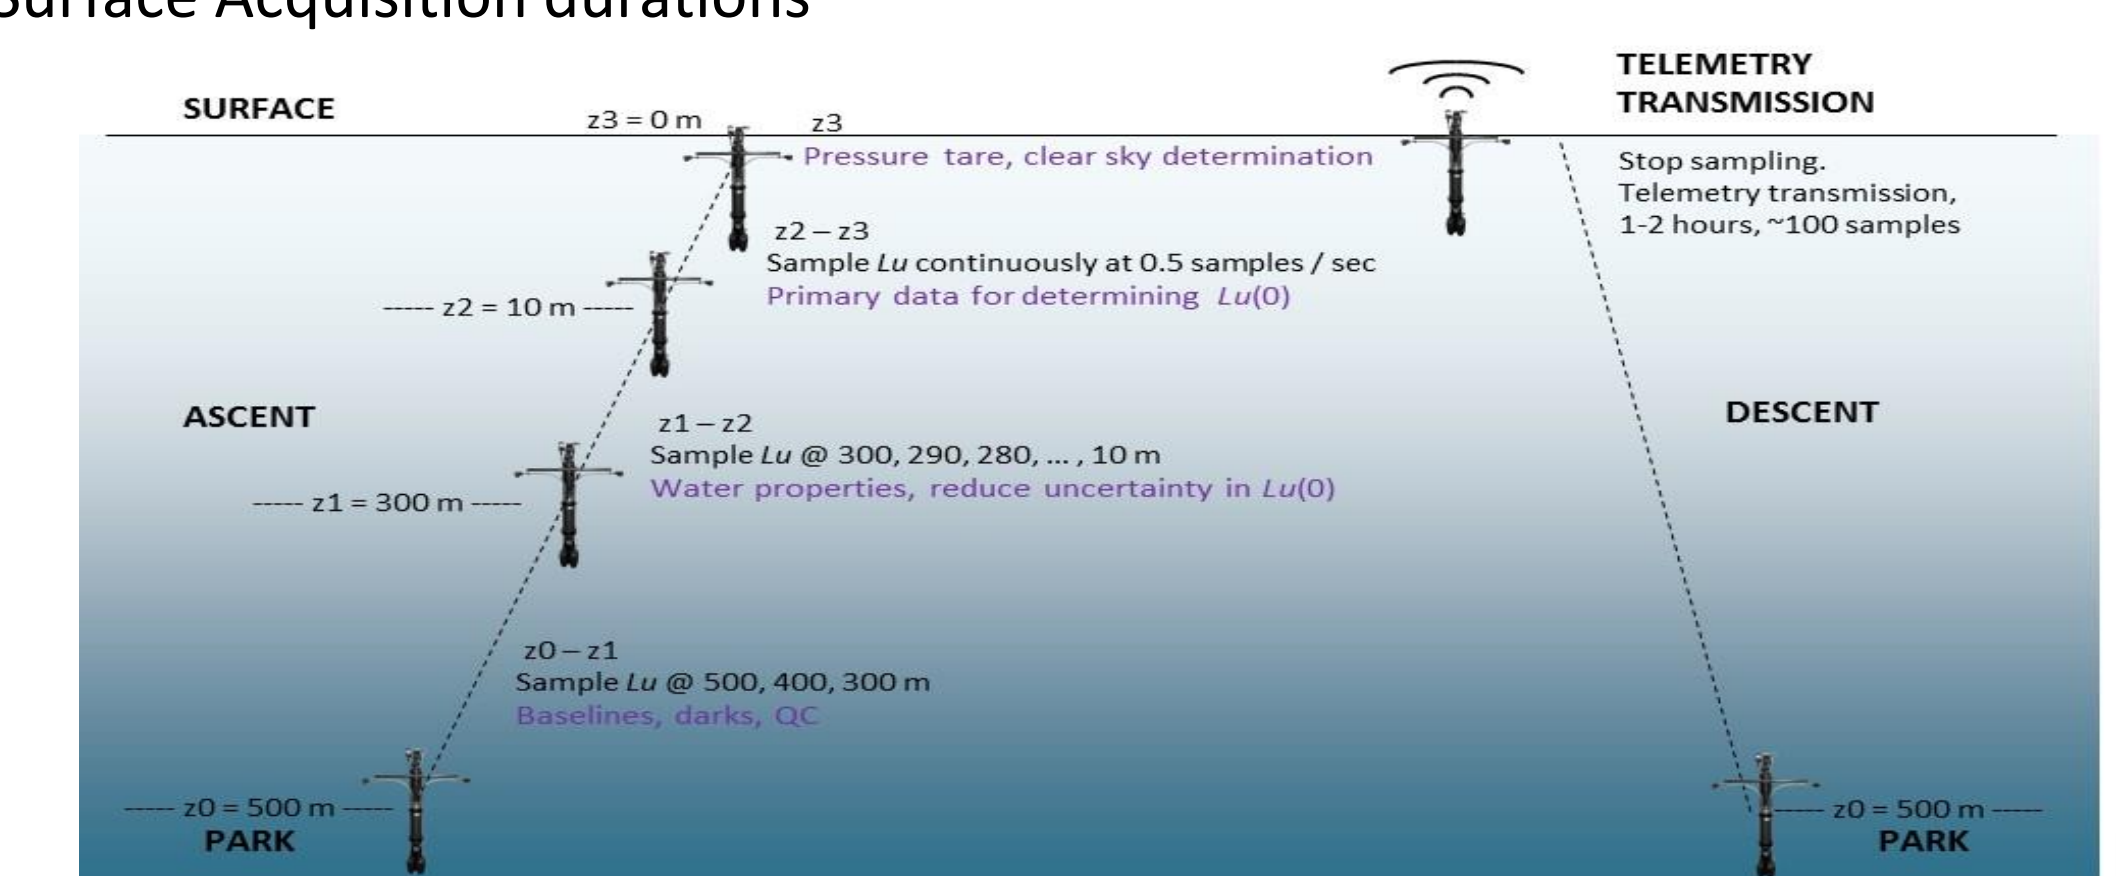 Surface Acquisition durations
SURFACE
z3 = 0 m
z3
Pressure tare, clear sky determination
TELEMETRY
TRANSMISSION
Stop sampling.
Telemetry transmission,
1-2 hours, ~100 samples
z2 – z3
Sample Lu continuously at 0.5 samples / sec
Primary data for determining Lu(0)
----- z2 = 10 m -----
ASCENT
DESCENT
z1 – z2
Sample Lu @ 300, 290, 280, ... , 10 m
Water properties, reduce uncertainty in Lu(0)
----- z1 = 300 m -----
z0 – z1
Sample Lu @ 500, 400, 300 m
Baselines, darks, QC
----- z0 = 500 m -----
PARK
----- z0 = 500 m -----
PARK